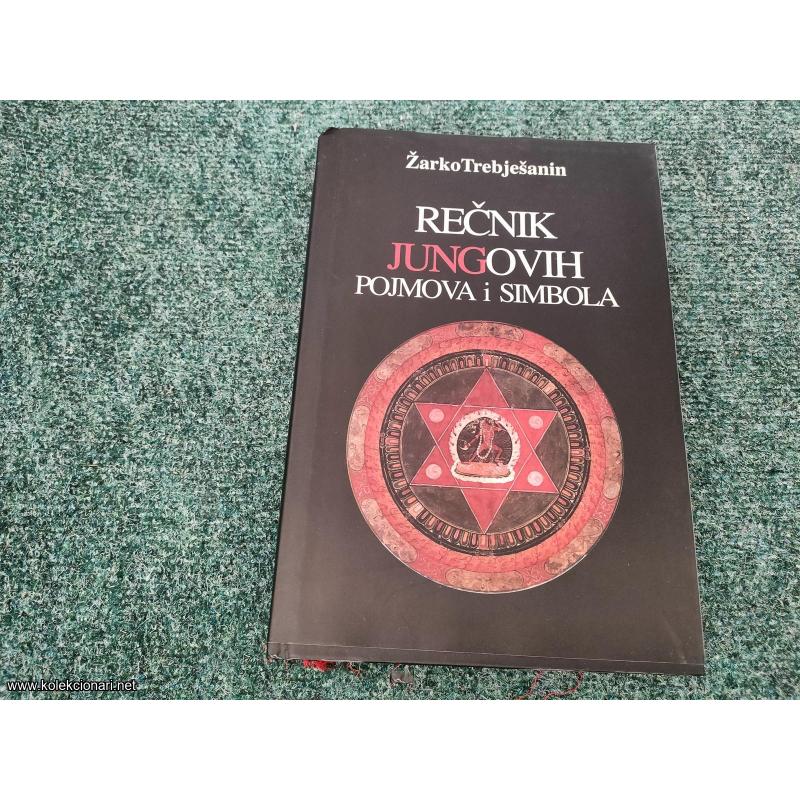 ŽarkoTrebješanin
REČNIK
JUNGOVIH
POJMOVA i SIMBOLA
www.kolekcionari.net